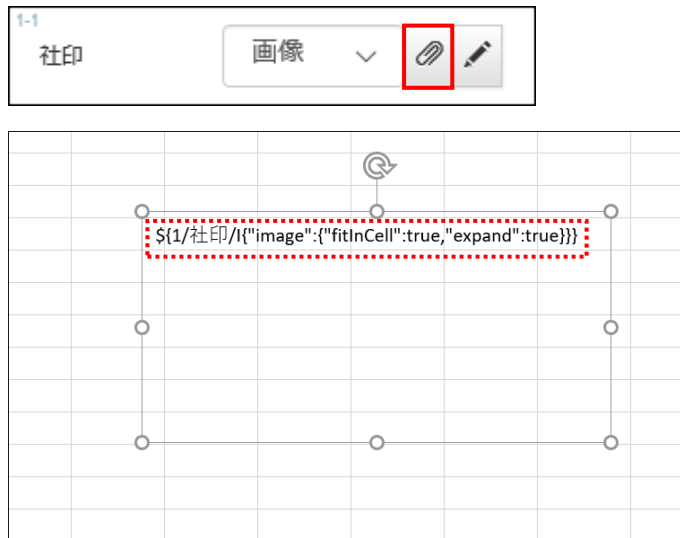 1-1
社印
画像
${1/社印/I{"image":{"fitInCell":true,"expand":true}}}